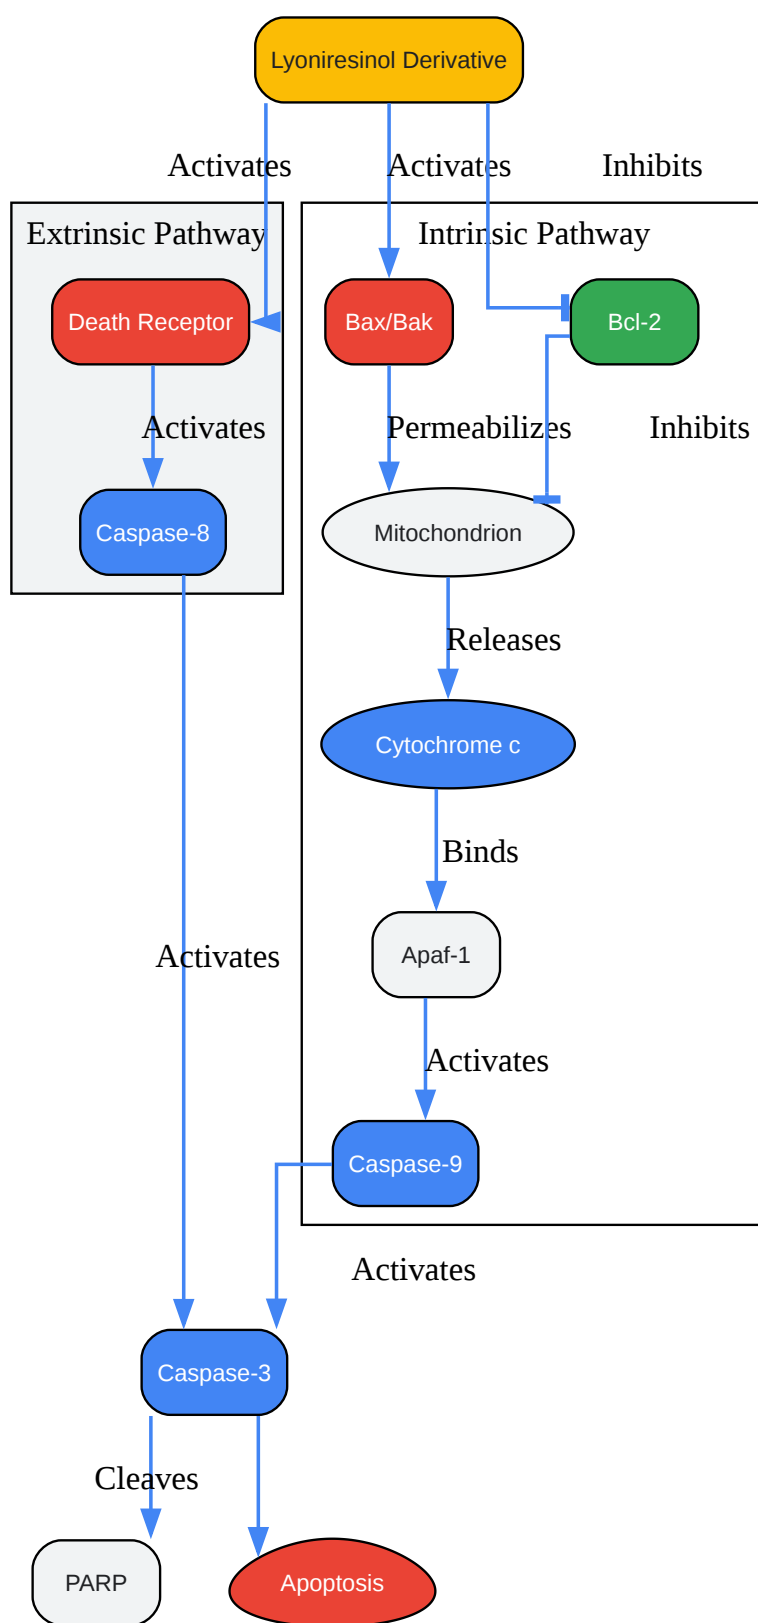 Lyoniresinol Derivative
Activates
Activates
Inhibits
Extrinsic Pathway
Intrinsic Pathway
Death Receptor
Bax/Bak
Bcl-2
Activates
Permeabilizes
Inhibits
Caspase-8
Mitochondrion
Releases
Cytochrome c
Binds
Activates
Apaf-1
Activates
Caspase-9
Activates
Caspase-3
Cleaves
PARP
Apoptosis